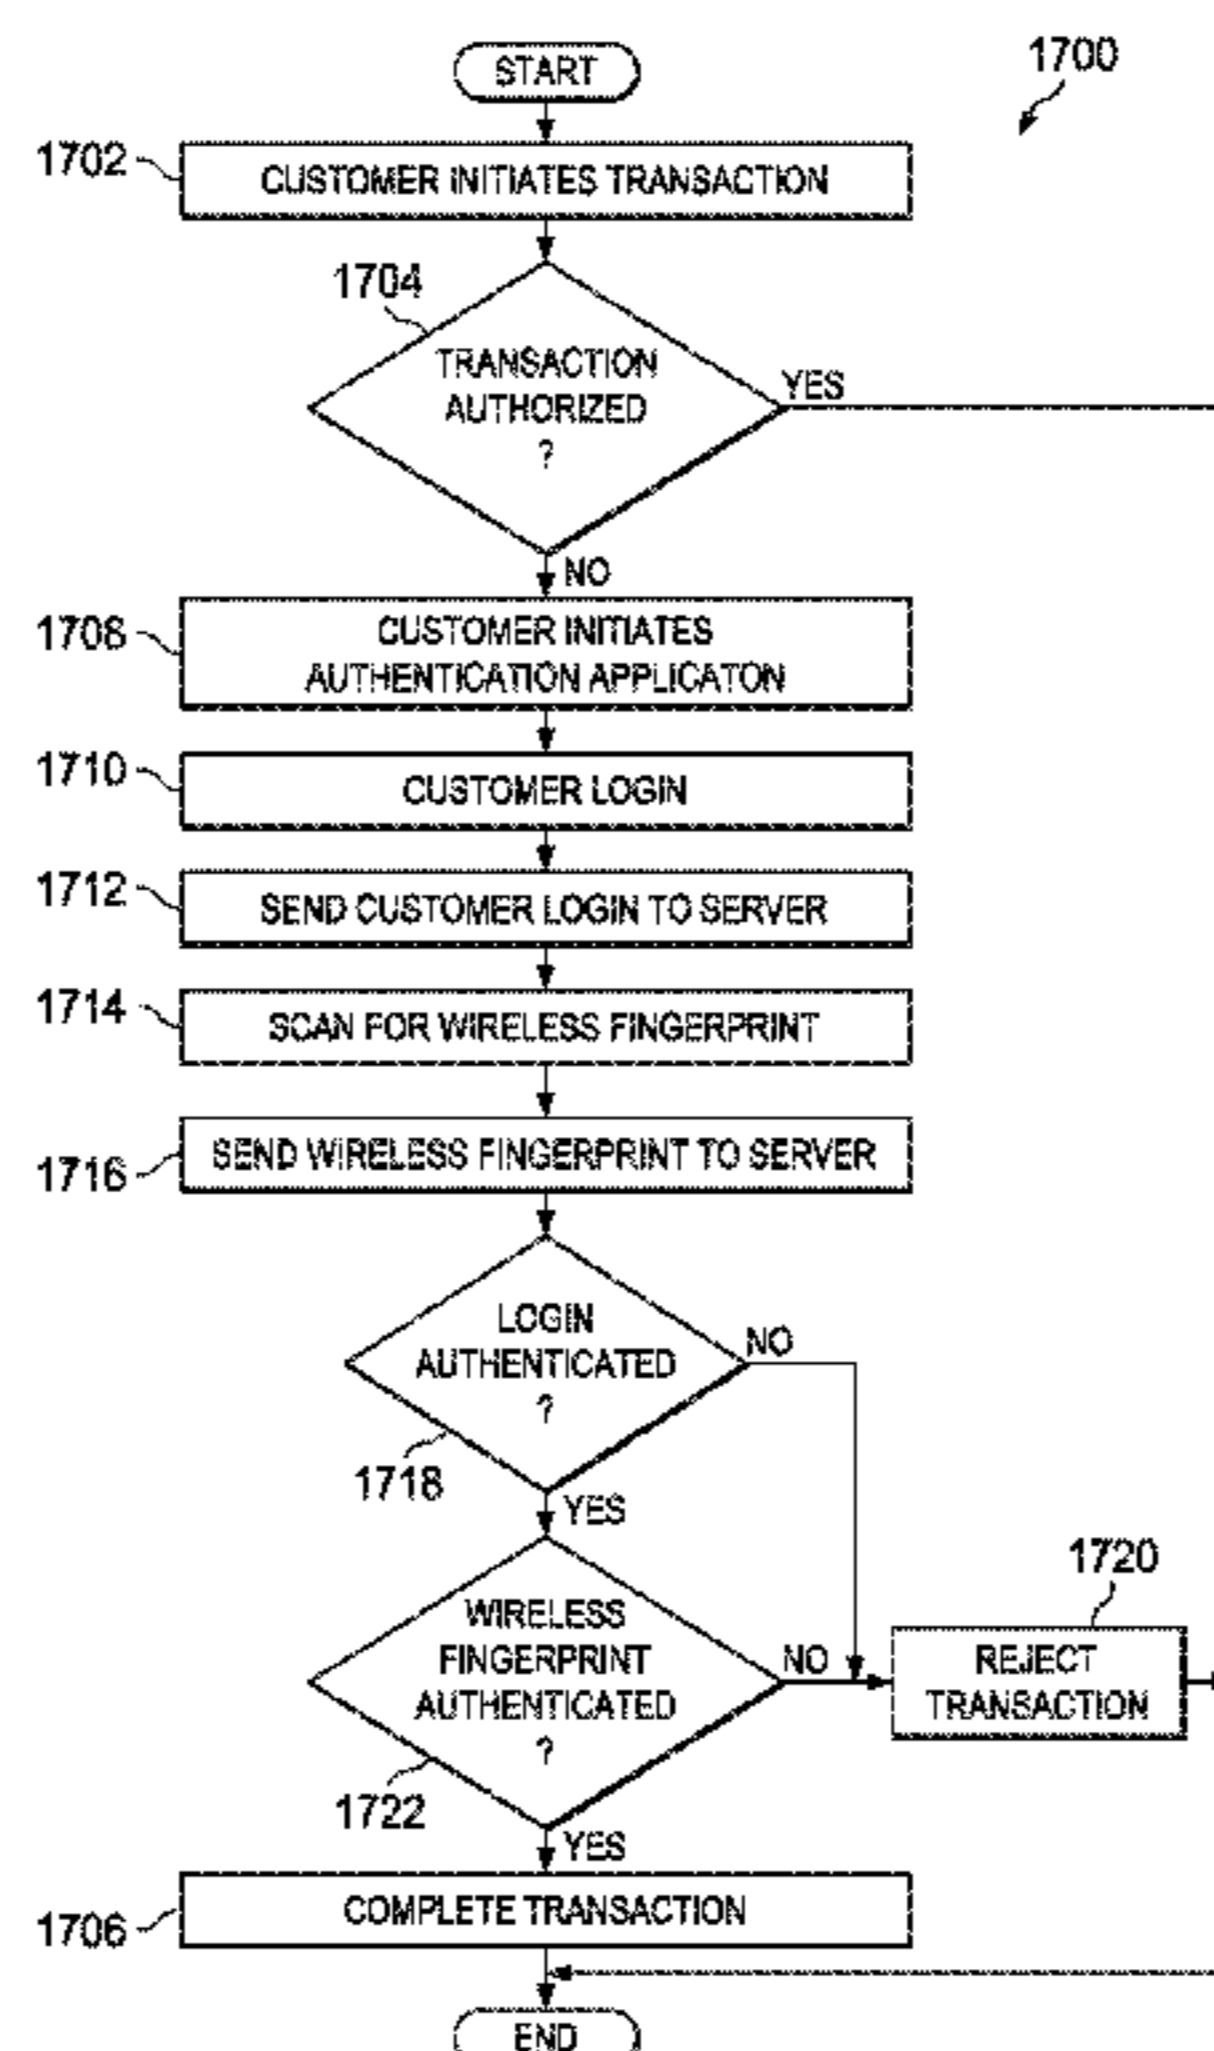 START
1700
1702
CUSTOMER INITIATES TRANSACTION
1704
TRANSACTION
AUTHORIZED
?
YES
NO
1708
CUSTOMER INITIATES
AUTHENTICATION APPLICATON
1710
CUSTOMER LOGIN
1712
SEND CUSTOMER LOGIN TO SERVER
1714
SCAN FOR WIRELESS FINGERPRINT
1716
SEND WIRELESS FINGERPRINT TO SERVER
LOGIN
AUTHENTICATED
?
NO
1718
YES
1720
WIRELESS
FINGERPRINT
AUTHENTICATED
?
NO
REJECT
TRANSACTION
1722
YES
1706
COMPLETE TRANSACTION
END